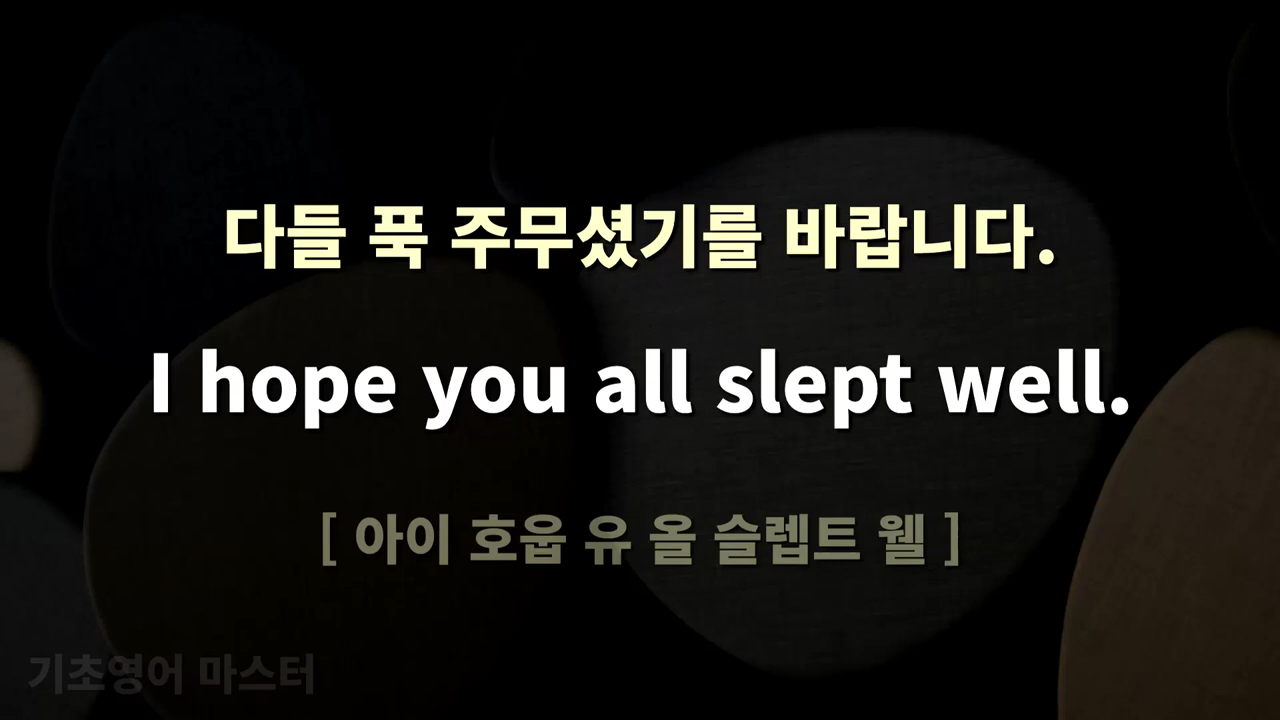 다들 푹 주무셨기를 바랍니다.
I hope you all slept well.
[ 아이 호웁 유 올 슬렙트 웰 ]
기초영어 마스터